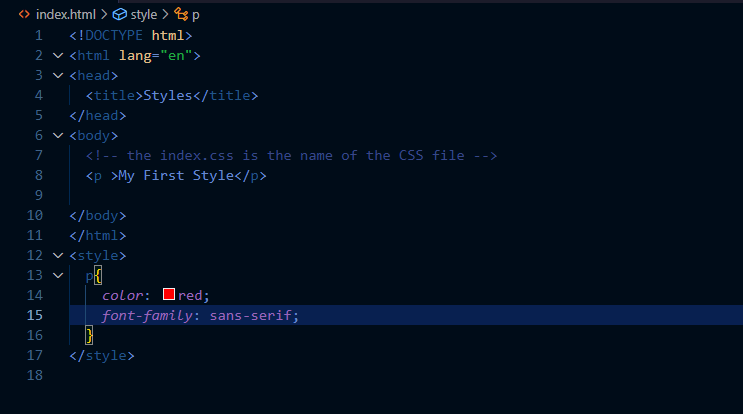 index.html > style > p
1 <!DOCTYPE html>
2 <html lang="en">
3 <head>
4 <title>Styles</title>
5 </head>
6 <body>
7 <!-- the index.css is the name of the CSS file -->
8 <p >My First Style</p>
9
10 </body>
11 </html>
12 <style>
13 p{
14 color: red;
15 font-family: sans-serif;
16 }
17 </style>
18